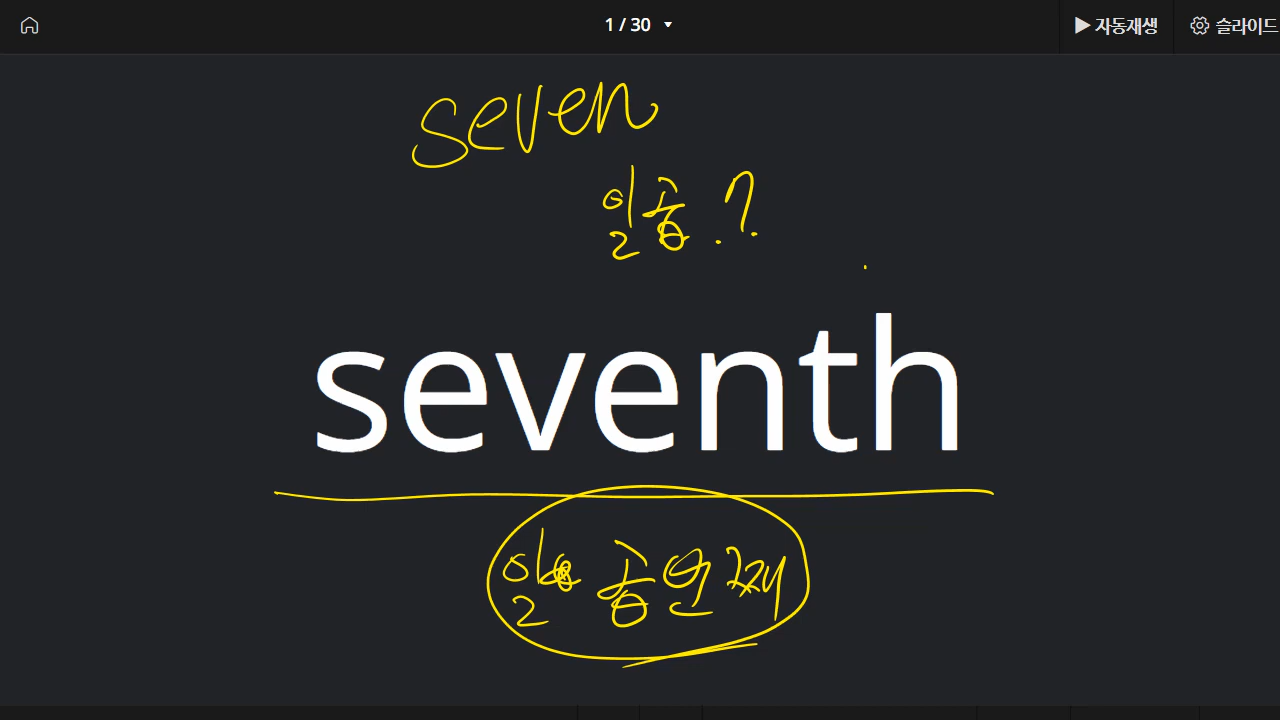 1 / 30
자동재생
슬라이드
seven
일곱.?
seventh
일곱 번째